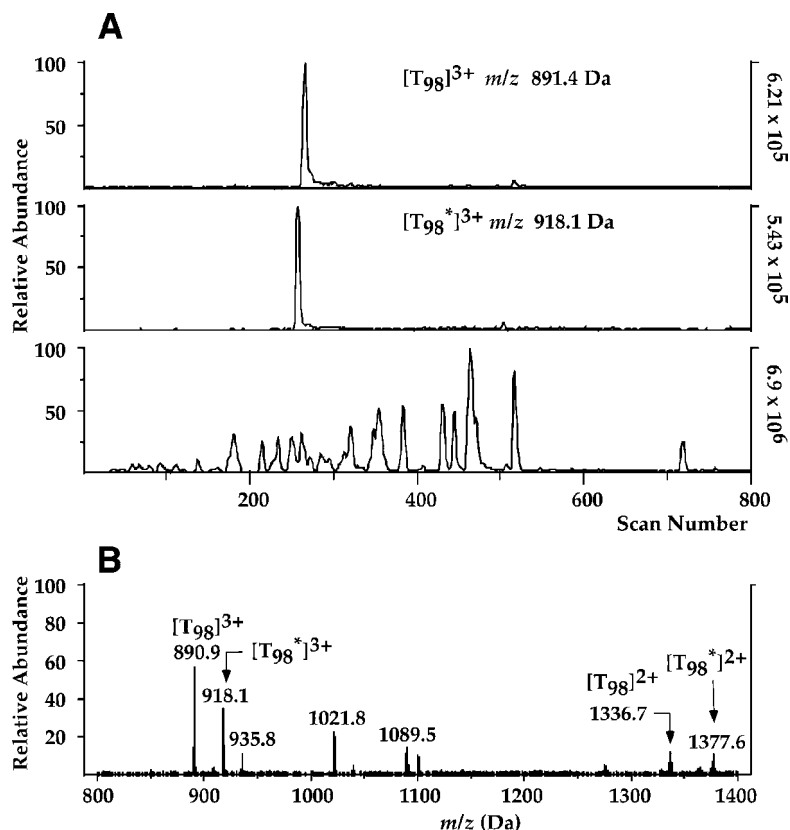 A
Relative Abundance
100
50
[T98]3+ m/z 891.4 Da
6.21 x 10^5
100
50
[T98*]3+ m/z 918.1 Da
5.43 x 10^5
100
50
6.9 x 10^6
200 400 600 800
Scan Number
B
Relative Abundance
100
80
60
40
20
[T98]3+
890.9
[T98*]3+
918.1
935.8
1021.8
1089.5
[T98]2+
1336.7
[T98*]2+
1377.6
800 900 1000 1100 1200 1300 1400
m/z (Da)